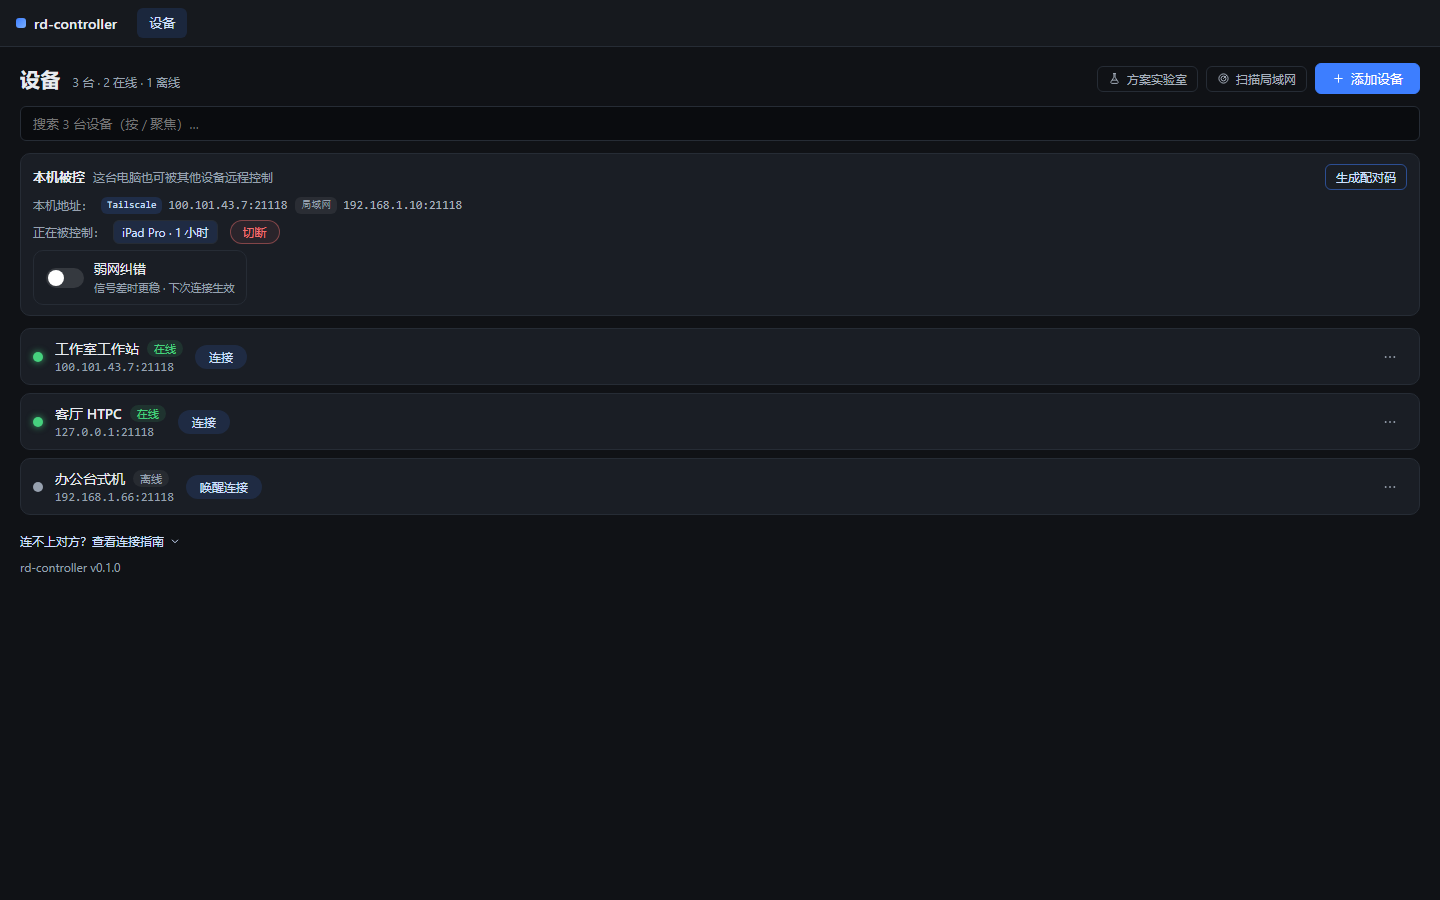 rd-controller 设备
设备 3 台 · 2 在线 · 1 离线 方案实验室 扫描局域网 + 添加设备
搜索 3 台设备（按 / 聚焦）...
本机被控 这台电脑也可被其他设备远程控制 生成配对码
本机地址： Tailscale 100.101.43.7:21118 局域网 192.168.1.10:21118
正在被控制： iPad Pro · 1 小时 切断
弱网纠错
信号差时更稳 · 下次连接生效
工作室工作站 在线 连接 ...
100.101.43.7:21118
客厅 HTPC 在线 连接 ...
127.0.0.1:21118
办公台式机 离线 唤醒连接 ...
192.168.1.66:21118
连不上对方？查看连接指南
rd-controller v0.1.0